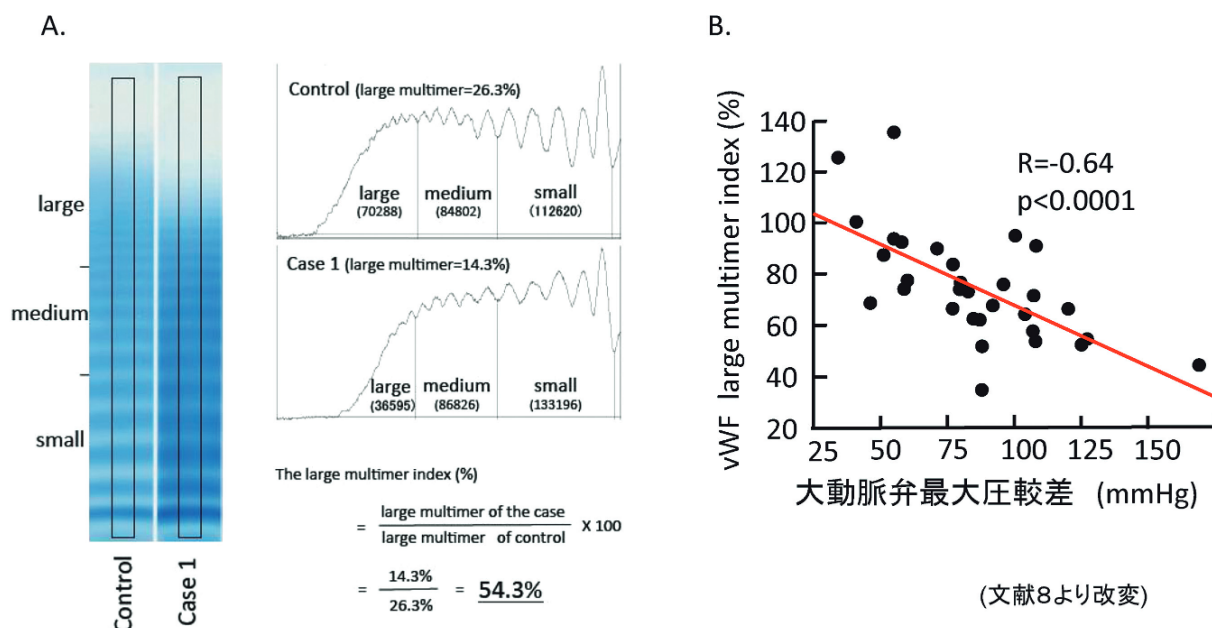 A.
large
medium
small
Control
Case 1
Control (large multimer=26.3%)
large medium small
(70288) (84802) (112620)
Case 1 (large multimer=14.3%)
large medium small
(36595) (86826) (133196)
The large multimer index (%)
= large multimer of the case
large multimer of control
X 100
= 14.3%
26.3%
= 54.3%
B.
vWF large multimer index (%)
140
120
100
80
60
40
20
R=-0.64
p<0.0001
25 50 75 100 125 150
大動脈弁最大圧較差 (mmHg)
(文献8より改変)